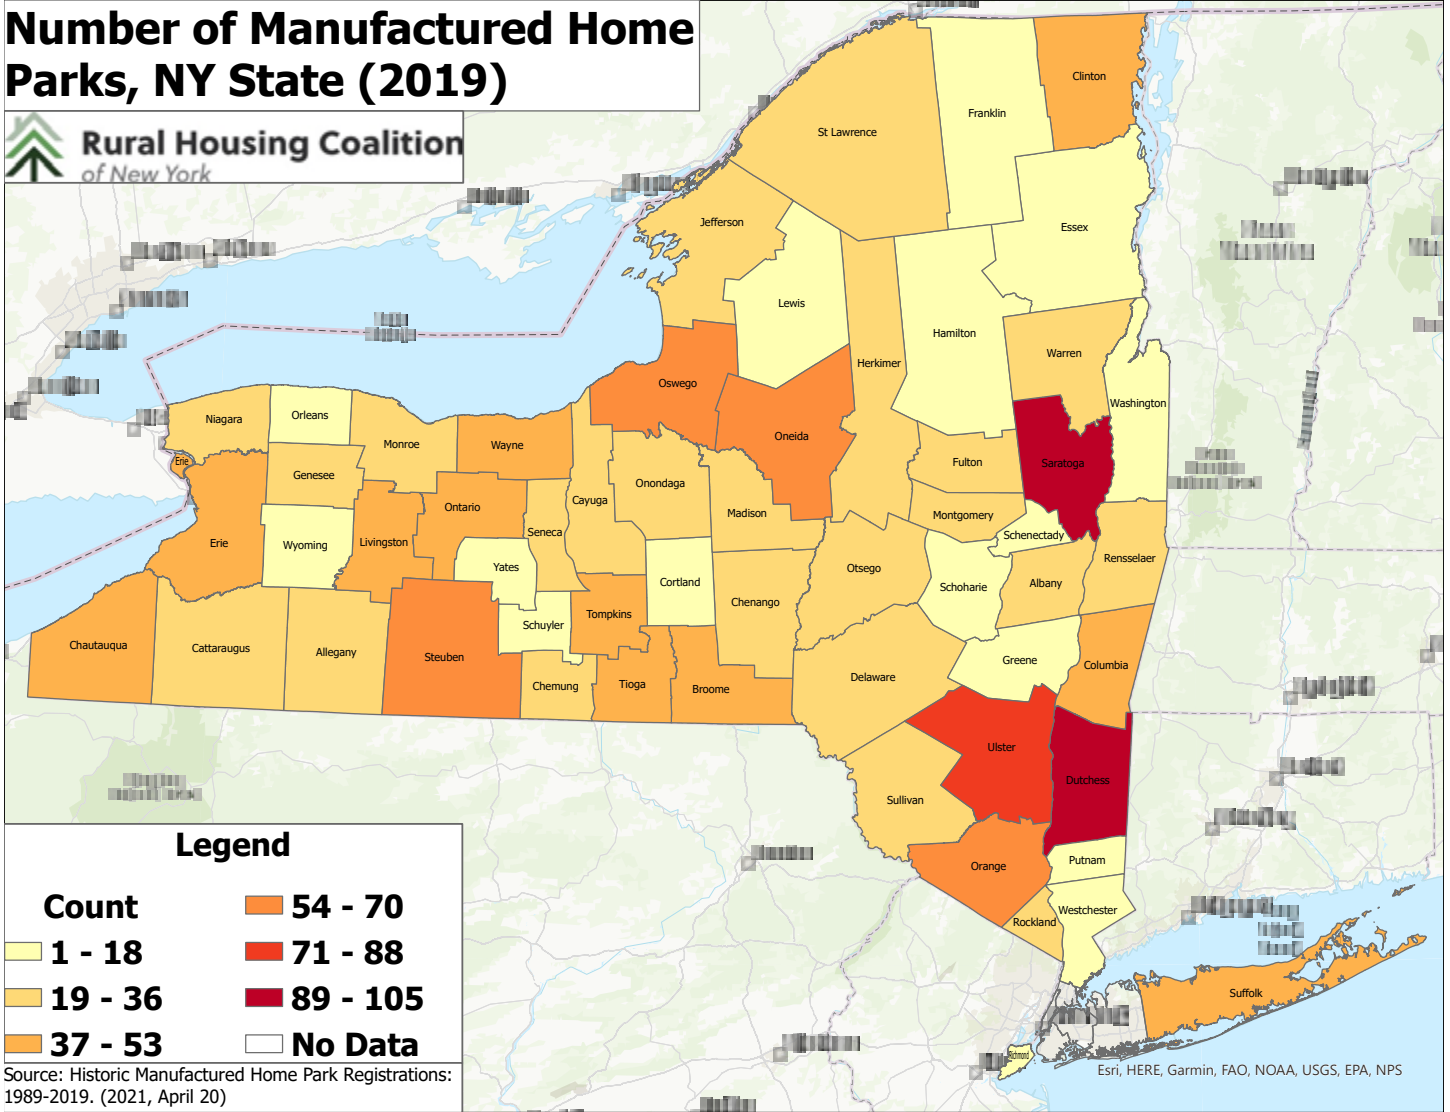 Number of Manufactured Home
Parks, NY State (2019)
Rural Housing Coalition
of New York
Clinton
Franklin
St Lawrence
Jefferson
Essex
Lewis
Hamilton
Warren
Herkimer
Oswego
Washington
Niagara
Orleans
Oneida
Monroe
Wayne
Erie
Genesee
Fulton
Saratoga
Onondaga
Cayuga
Ontario
Madison
Montgomery
Seneca
Schenectady
Erie
Wyoming
Livingston
Rensselaer
Yates
Otsego
Cortland
Schoharie
Albany
Chenango
Tompkins
Schuyler
Chautauqua
Cattaraugus
Allegany
Steuben
Greene
Columbia
Delaware
Chemung
Tioga
Broome
Ulster
Dutchess
Sullivan
Putnam
Orange
Westchester
Rockland
Suffolk
Richmond
Legend
Count
1 - 18
19 - 36
37 - 53
54 - 70
71 - 88
89 - 105
No Data
Source: Historic Manufactured Home Park Registrations:
1989-2019. (2021, April 20)
Esri, HERE, Garmin, FAO, NOAA, USGS, EPA, NPS